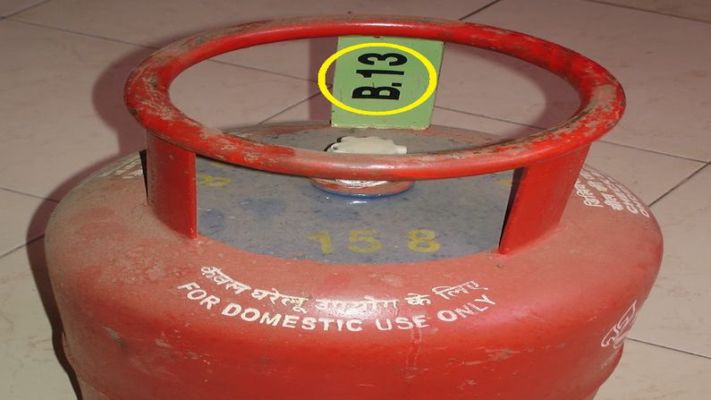 B.13
158
केवल घरेलू उपयोग के लिए
FOR DOMESTIC USE ONLY